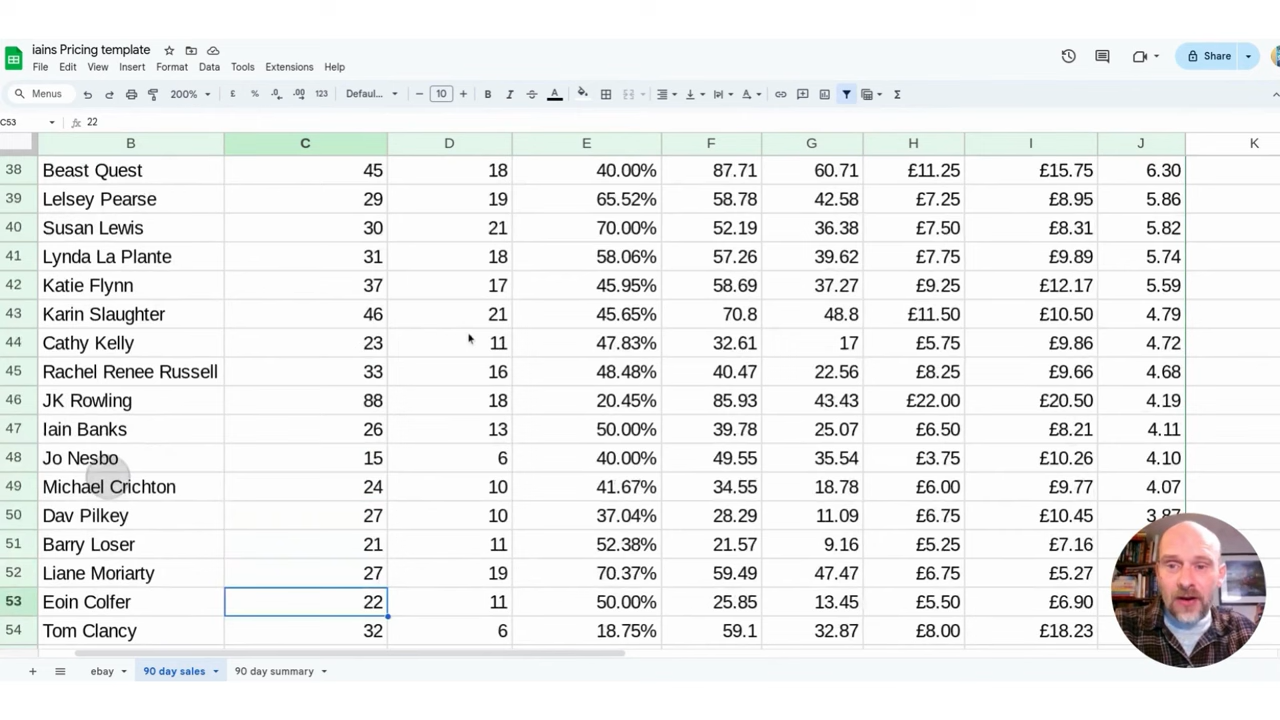 iains Pricing template
File Edit View Insert Format Data Tools Extensions Help
Share
Menus 200% £ % .0 .00 123 Defaul... − 10 + B I A
C53 fx 22
B C D E F G H I J K
38 Beast Quest 45 18 40.00% 87.71 60.71 £11.25 £15.75 6.30
39 Lelsey Pearse 29 19 65.52% 58.78 42.58 £7.25 £8.95 5.86
40 Susan Lewis 30 21 70.00% 52.19 36.38 £7.50 £8.31 5.82
41 Lynda La Plante 31 18 58.06% 57.26 39.62 £7.75 £9.89 5.74
42 Katie Flynn 37 17 45.95% 58.69 37.27 £9.25 £12.17 5.59
43 Karin Slaughter 46 21 45.65% 70.8 48.8 £11.50 £10.50 4.79
44 Cathy Kelly 23 11 47.83% 32.61 17 £5.75 £9.86 4.72
45 Rachel Renee Russell 33 16 48.48% 40.47 22.56 £8.25 £9.66 4.68
46 JK Rowling 88 18 20.45% 85.93 43.43 £22.00 £20.50 4.19
47 Iain Banks 26 13 50.00% 39.78 25.07 £6.50 £8.21 4.11
48 Jo Nesbo 15 6 40.00% 49.55 35.54 £3.75 £10.26 4.10
49 Michael Crichton 24 10 41.67% 34.55 18.78 £6.00 £9.77 4.07
50 Dav Pilkey 27 10 37.04% 28.29 11.09 £6.75 £10.45
51 Barry Loser 21 11 52.38% 21.57 9.16 £5.25 £7.16
52 Liane Moriarty 27 19 70.37% 59.49 47.47 £6.75 £5.27
53 Eoin Colfer 22 11 50.00% 25.85 13.45 £5.50 £6.90
54 Tom Clancy 32 6 18.75% 59.1 32.87 £8.00 £18.23
+ ebay 90 day sales 90 day summary